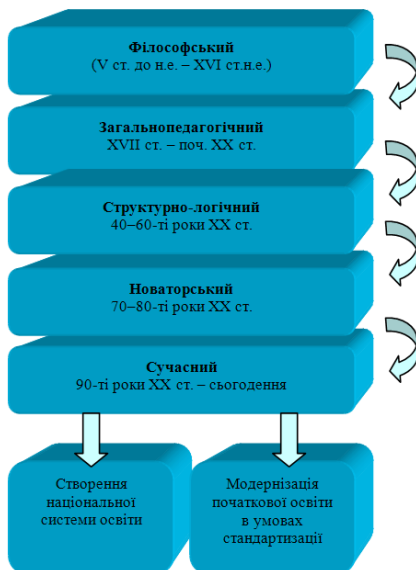 Філософський
(V ст. до н.е. – XVI ст.н.е.)
Загальнопедагогічний
XVII ст. – поч. XX ст.
Структурно-логічний
40–60-ті роки XX ст.
Новаторський
70–80-ті роки XX ст.
Сучасний
90-ті роки XX ст. – сьогодення
Створення
національної
системи освіти
Модернізація
початкової освіти
в умовах
стандартизації